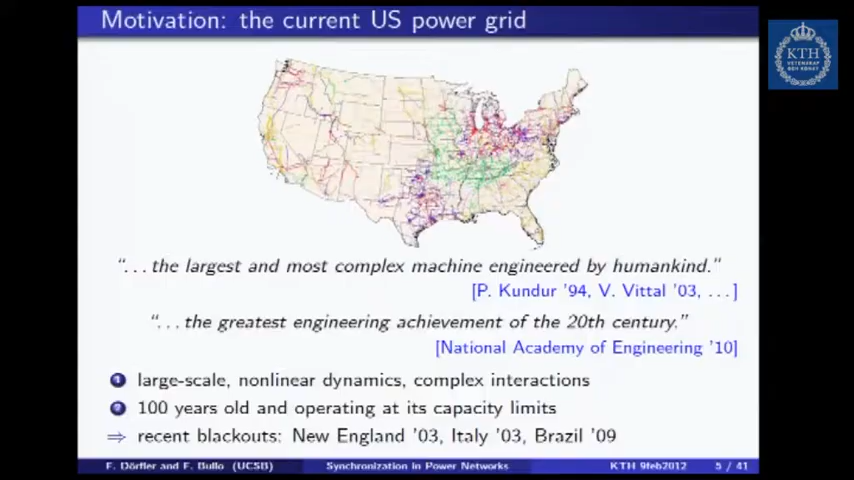 Motivation: the current US power grid
KTH
VETENSKAP
OCH KONST
“. . . the largest and most complex machine engineered by humankind.”
[P. Kundur ’94, V. Vittal ’03, . . . ]
“. . . the greatest engineering achievement of the 20th century.”
[National Academy of Engineering ’10]
1 large-scale, nonlinear dynamics, complex interactions
2 100 years old and operating at its capacity limits
⇒ recent blackouts: New England ’03, Italy ’03, Brazil ’09
F. Dörfler and F. Bullo (UCSB) Synchronization in Power Networks KTH 9feb2012 5 / 41